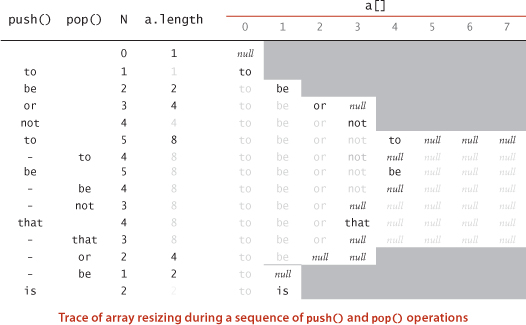 a[]
push() pop() N a.length 0 1 2 3 4 5 6 7
0 1 null
to 1 1 to
be 2 2 to be
or 3 4 to be or null
not 4 4 to be or not
to 5 8 to be or not to null null null
- to 4 8 to be or not null null null null
be 5 8 to be or not be null null null
- be 4 8 to be or not null null null null
- not 3 8 to be or null null null null null
that 4 8 to be or that null null null null
- that 3 8 to be or null null null null null
- or 2 4 to be null null
- be 1 2 to null
is 2 2 to is
Trace of array resizing during a sequence of push() and pop() operations